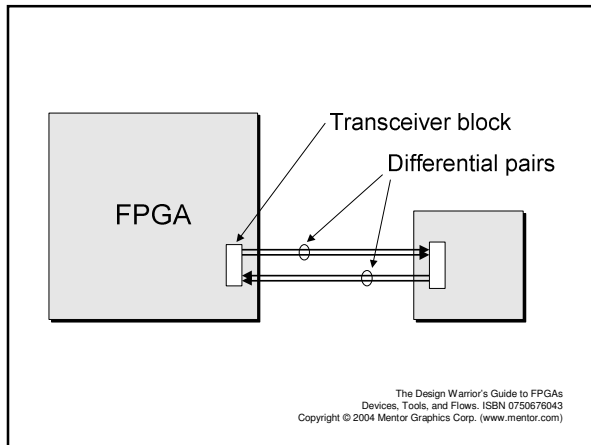 Transceiver block
Differential pairs
FPGA
The Design Warrior's Guide to FPGAs
Devices, Tools, and Flows. ISBN 0750676043
Copyright © 2004 Mentor Graphics Corp. (www.mentor.com)